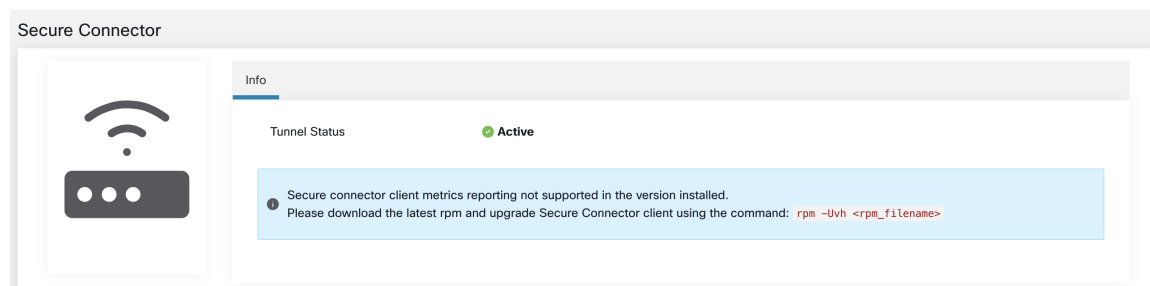 Secure Connector
Info
Tunnel Status
Active
Secure connector client metrics reporting not supported in the version installed.
Please download the latest rpm and upgrade Secure Connector client using the command: rpm -Uvh <rpm_filename>